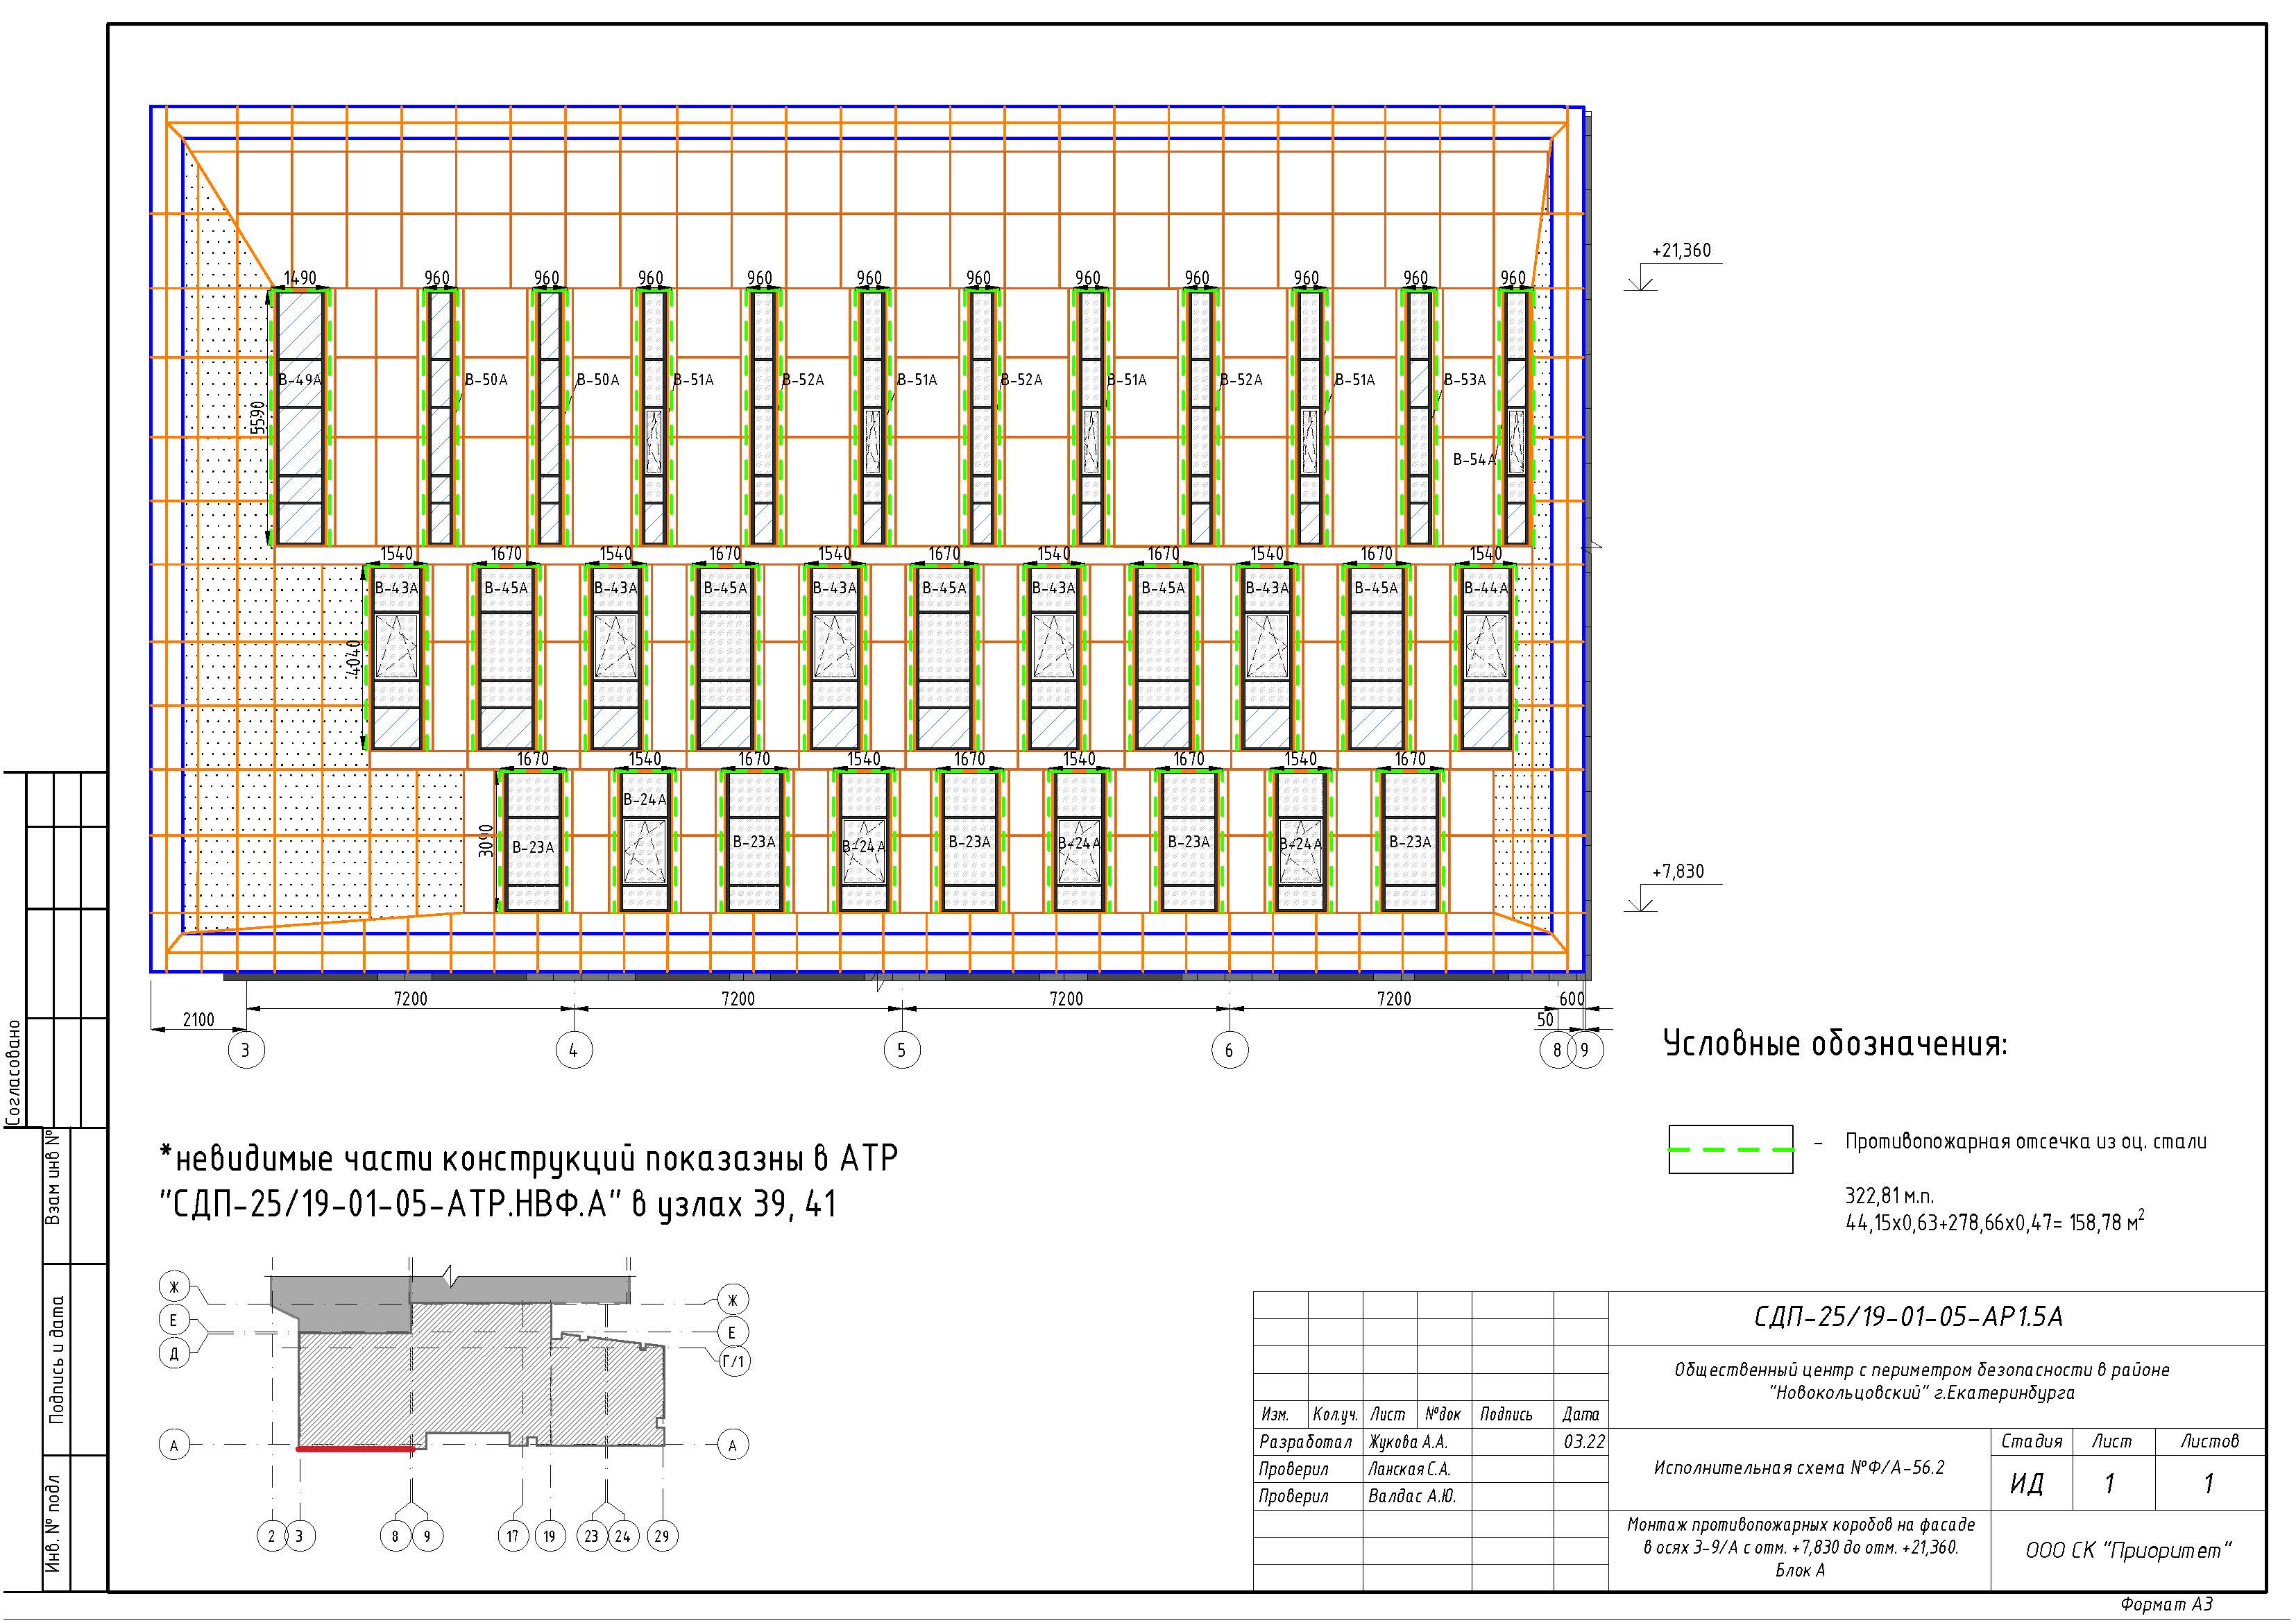 +21,360
1490 960 960 960 960 960 960 960 960 960 960 960
В-49А В-50А В-50А В-51А В-52А В-51А В-52А В-51А В-52А В-51А В-53А
5590
В-54А
1540 1670 1540 1670 1540 1670 1540 1670 1540 1670 1540
В-43А В-45А В-43А В-45А В-43А В-45А В-43А В-45А В-43А В-45А В-44А
4040
1670 1540 1670 1540 1670 1540 1670 1540 1670
В-24А
3090
В-23А В-23А В-24А В-23А В-24А В-23А В-24А В-23А
+7,830
7200 7200 7200 7200 600
2100 50
3 4 5 6 8 9
Условные обозначения:
- Противопожарная отсечка из оц. стали
322,81 м.п.
44,15х0,63+278,66х0,47= 158,78 м2
*невидимые части конструкций показазны в АТР
"СДП-25/19-01-05-АТР.НВФ.А" в узлах 39, 41
Ж Ж
Е Е
Д Г/1
А А
2 3 8 9 17 19 23 24 29
Согласовано
Взам инв №
Подпись и дата
Инв. № подл
СДП-25/19-01-05-АР1.5А
Общественный центр с периметром безопасности в районе
"Новокольцовский" г.Екатеринбурга
Изм. Кол.уч. Лист №док Подпись Дата
Разработал Жукова А.А. 03.22
Проверил Ланская С.А.
Проверил Валдас А.Ю.
Исполнительная схема №Ф/А-56.2
Стадия Лист Листов
ИД 1 1
Монтаж противопожарных коробов на фасаде
в осях 3-9/А с отм. +7,830 до отм. +21,360.
Блок А
ООО СК "Приоритет"
Формат А3